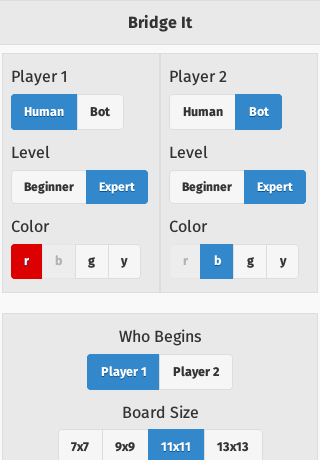 Bridge It
Player 1
Human Bot
Level
Beginner Expert
Color
r b g y
Player 2
Human Bot
Level
Beginner Expert
Color
r b g y
Who Begins
Player 1 Player 2
Board Size
7x7 9x9 11x11 13x13